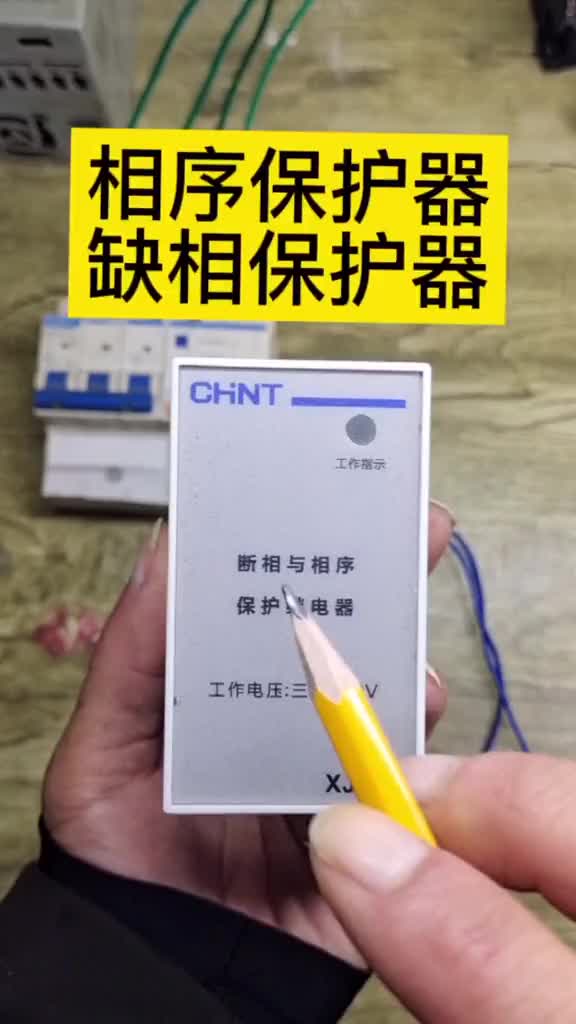 相序保护器
缺相保护器
CHNT
工作指示
断相与相序
保护 电器
工作电压:三 V
XJ